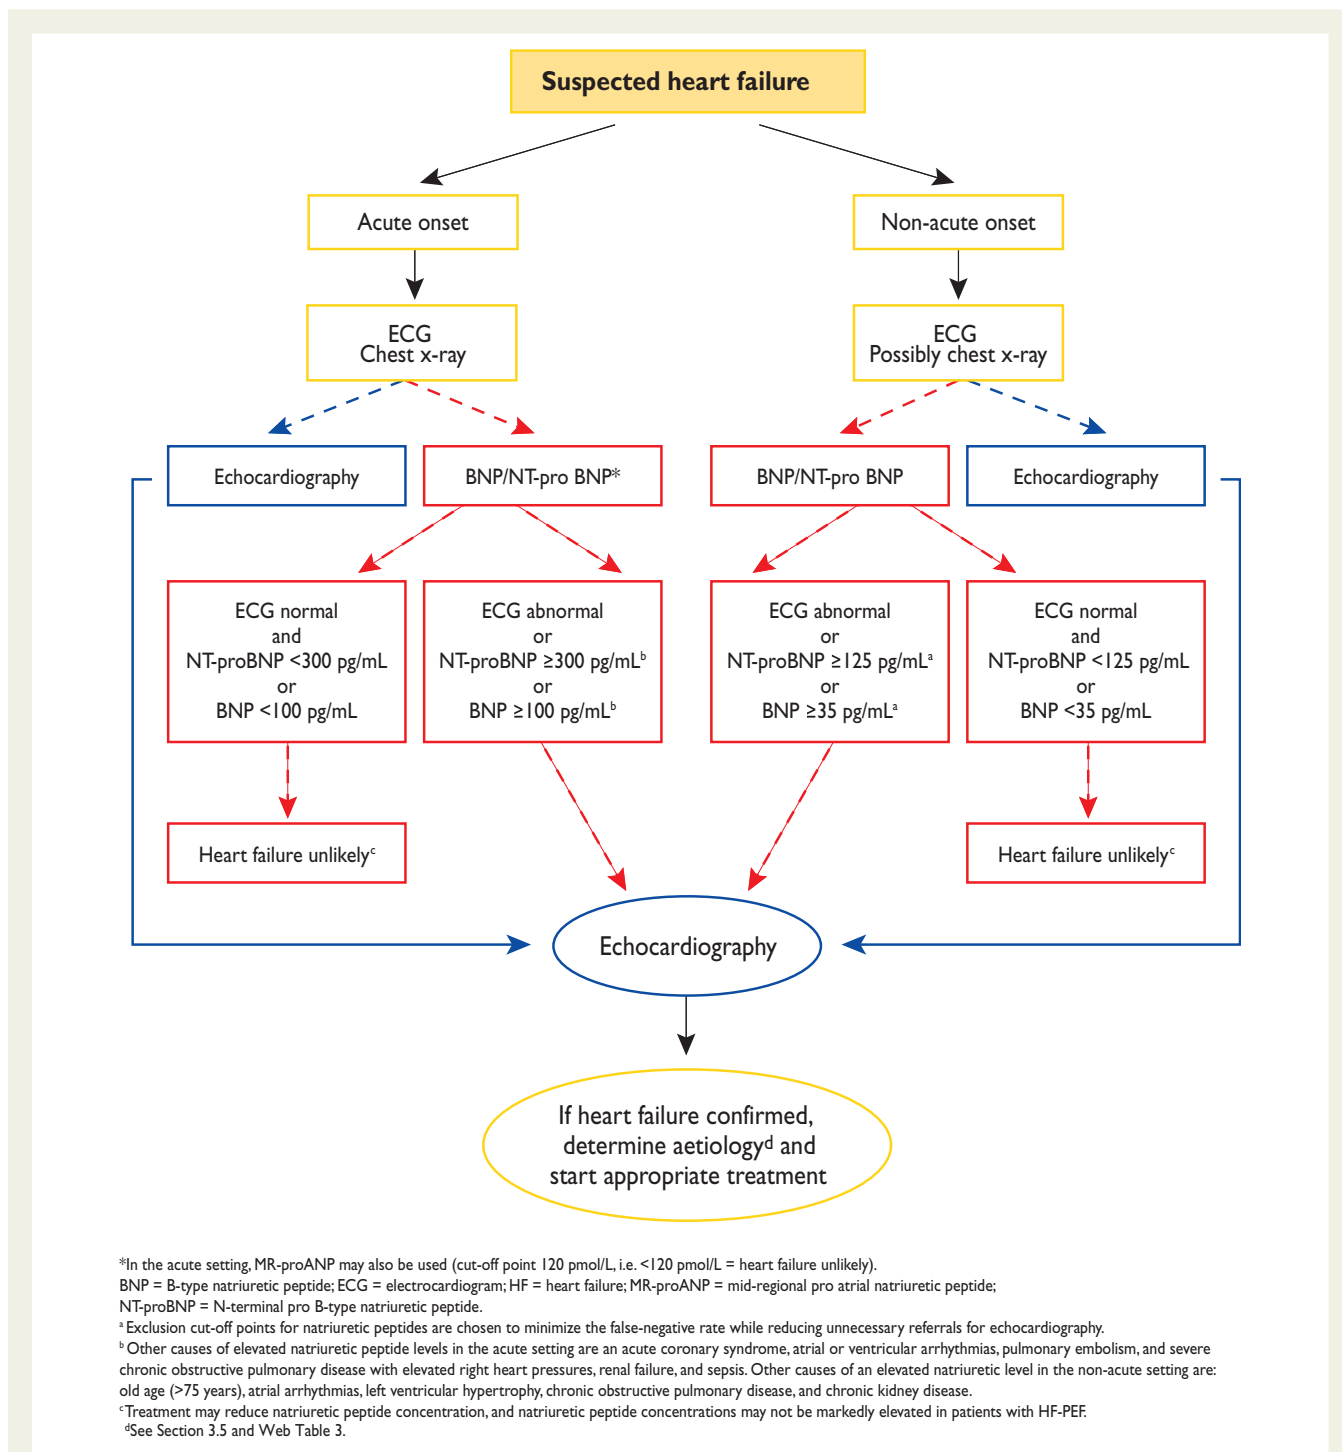 Suspected heart failure
Acute onset
Non-acute onset
ECG
Chest x-ray
ECG
Possibly chest x-ray
Echocardiography
BNP/NT-pro BNP*
BNP/NT-pro BNP
Echocardiography
ECG normal
and
NT-proBNP <300 pg/mL
or
BNP <100 pg/mL
ECG abnormal
or
NT-proBNP ≥300 pg/mLb
or
BNP ≥100 pg/mLb
ECG abnormal
or
NT-proBNP ≥125 pg/mLa
or
BNP ≥35 pg/mLa
ECG normal
and
NT-proBNP <125 pg/mL
or
BNP <35 pg/mL
Heart failure unlikelyc
Heart failure unlikelyc
Echocardiography
If heart failure confirmed,
determine aetiologyd and
start appropriate treatment
*In the acute setting, MR-proANP may also be used (cut-off point 120 pmol/L, i.e. <120 pmol/L = heart failure unlikely).
BNP = B-type natriuretic peptide; ECG = electrocardiogram; HF = heart failure; MR-proANP = mid-regional pro atrial natriuretic peptide;
NT-proBNP = N-terminal pro B-type natriuretic peptide.
a Exclusion cut-off points for natriuretic peptides are chosen to minimize the false-negative rate while reducing unnecessary referrals for echocardiography.
b Other causes of elevated natriuretic peptide levels in the acute setting are an acute coronary syndrome, atrial or ventricular arrhythmias, pulmonary embolism, and severe
chronic obstructive pulmonary disease with elevated right heart pressures, renal failure, and sepsis. Other causes of an elevated natriuretic level in the non-acute setting are:
old age (>75 years), atrial arrhythmias, left ventricular hypertrophy, chronic obstructive pulmonary disease, and chronic kidney disease.
c Treatment may reduce natriuretic peptide concentration, and natriuretic peptide concentrations may not be markedly elevated in patients with HF-PEF.
dSee Section 3.5 and Web Table 3.